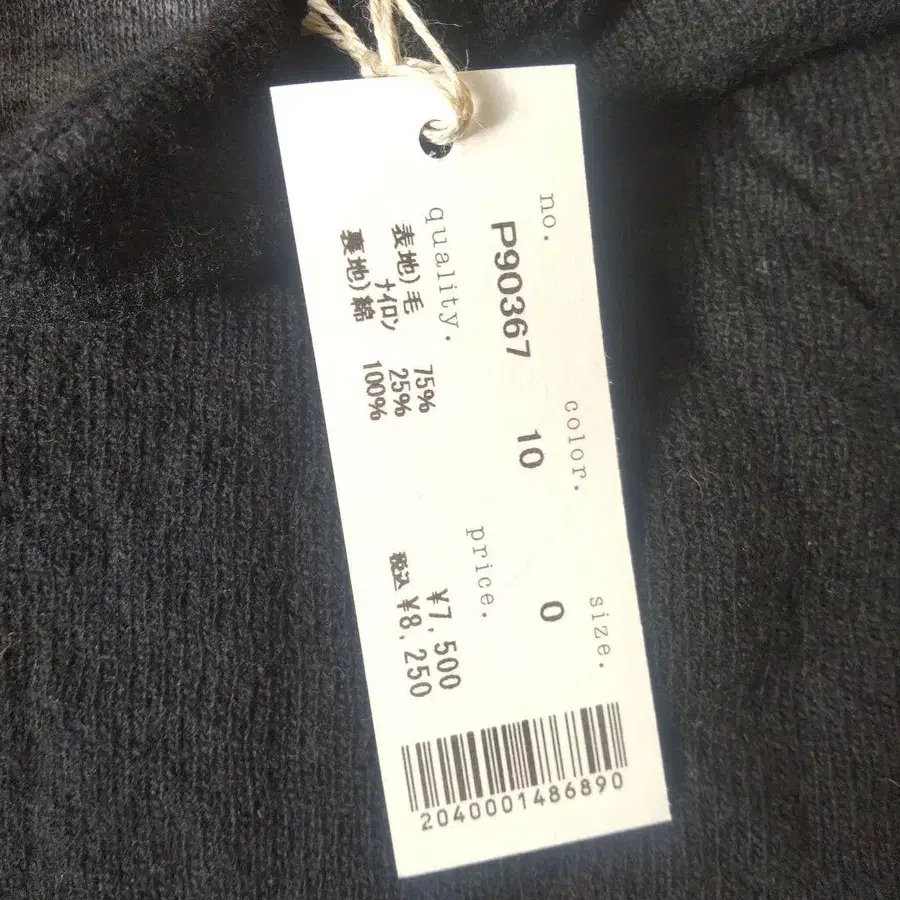 no.
color.
size.
P90367
10
0
quality.
price.
表地)毛 75%
ナイロン 25%
裏地)綿 100%
¥7,500
税込 ¥8,250
2040001486890